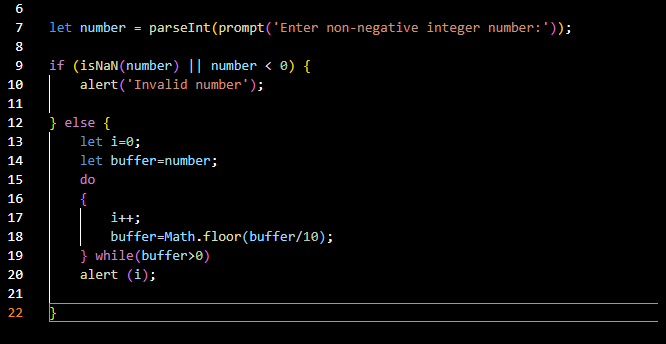 6
7 let number = parseInt(prompt('Enter non-negative integer number:'));
8
9 if (isNaN(number) || number < 0) {
10     alert('Invalid number');
11
12 } else {
13     let i=0;
14     let buffer=number;
15     do
16     {
17         i++;
18         buffer=Math.floor(buffer/10);
19     } while(buffer>0)
20     alert (i);
21
22 }